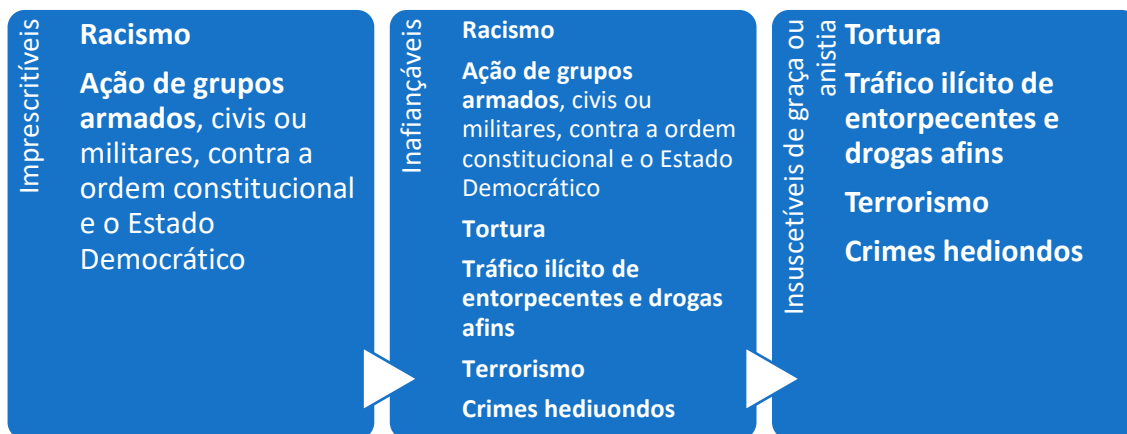 Imprescritíveis
Racismo
Ação de grupos
armados, civis ou
militares, contra a
ordem constitucional
e o Estado
Democrático
Inafiançáveis
Racismo
Ação de grupos
armados, civis ou
militares, contra a ordem
constitucional e o Estado
Democrático
Tortura
Tráfico ilícito de
entorpecentes e drogas
afins
Terrorismo
Crimes hediuondos
Insuscetíveis de graça ou
anistia
Tortura
Tráfico ilícito de
entorpecentes e
drogas afins
Terrorismo
Crimes hediondos